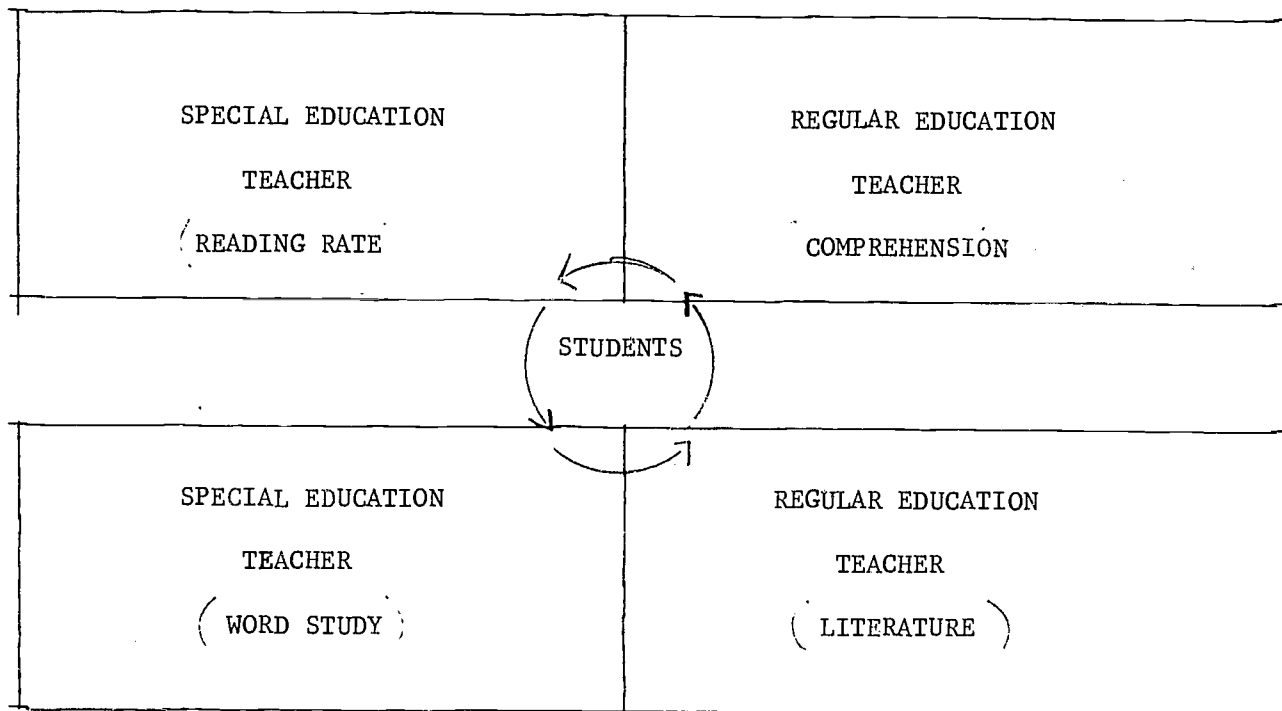 SPECIAL EDUCATION
TEACHER
(READING RATE
REGULAR EDUCATION
TEACHER
COMPREHENSION
STUDENTS
SPECIAL EDUCATION
TEACHER
(WORD STUDY)
REGULAR EDUCATION
TEACHER
(LITERATURE)